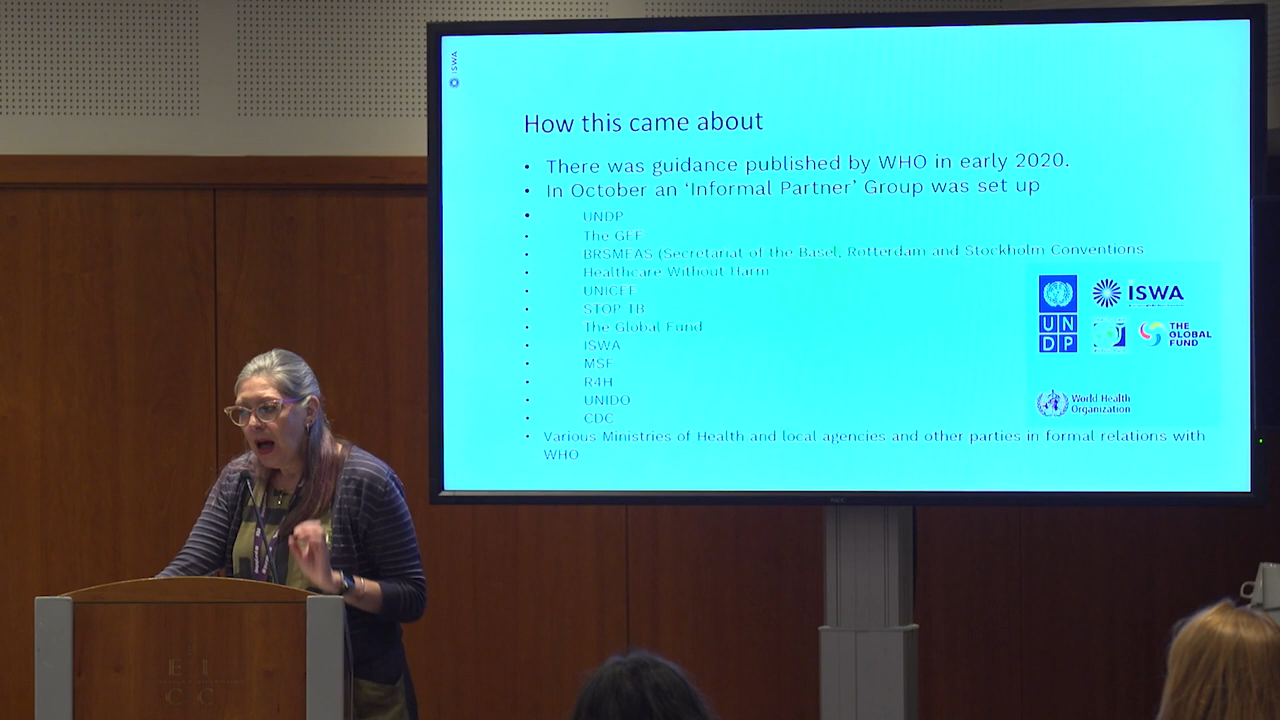 ISWA
How this came about
• There was guidance published by WHO in early 2020.
• In October an ‘Informal Partner’ Group was set up
• UNDP
• The GEF
• BRSMEAS (Secretariat of the Basel, Rotterdam and Stockholm Conventions
• Healthcare Without Harm
• UNICEF
• STOP TB
• The Global Fund
• ISWA
• MSF
• R4H
• UNIDO
• CDC
• Various Ministries of Health and local agencies and other parties in formal relations with
WHO
UN
DP
ISWA
THE
GLOBAL
FUND
World Health
Organization
E I
C C